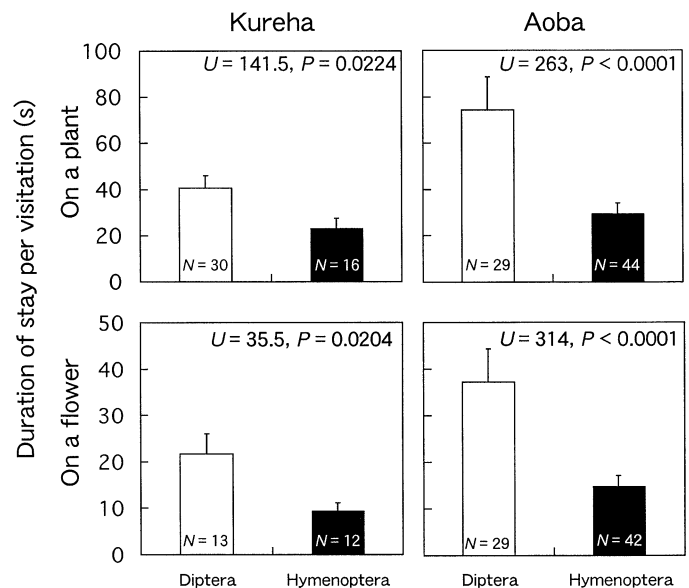 Kureha
Aoba
Duration of stay per visitation (s)
On a plant
100
80
60
40
20
0
U = 141.5, P = 0.0224
N = 30
N = 16
U = 263, P < 0.0001
N = 29
N = 44
On a flower
50
40
30
20
10
0
U = 35.5, P = 0.0204
N = 13
N = 12
U = 314, P < 0.0001
N = 29
N = 42
Diptera
Hymenoptera
Diptera
Hymenoptera